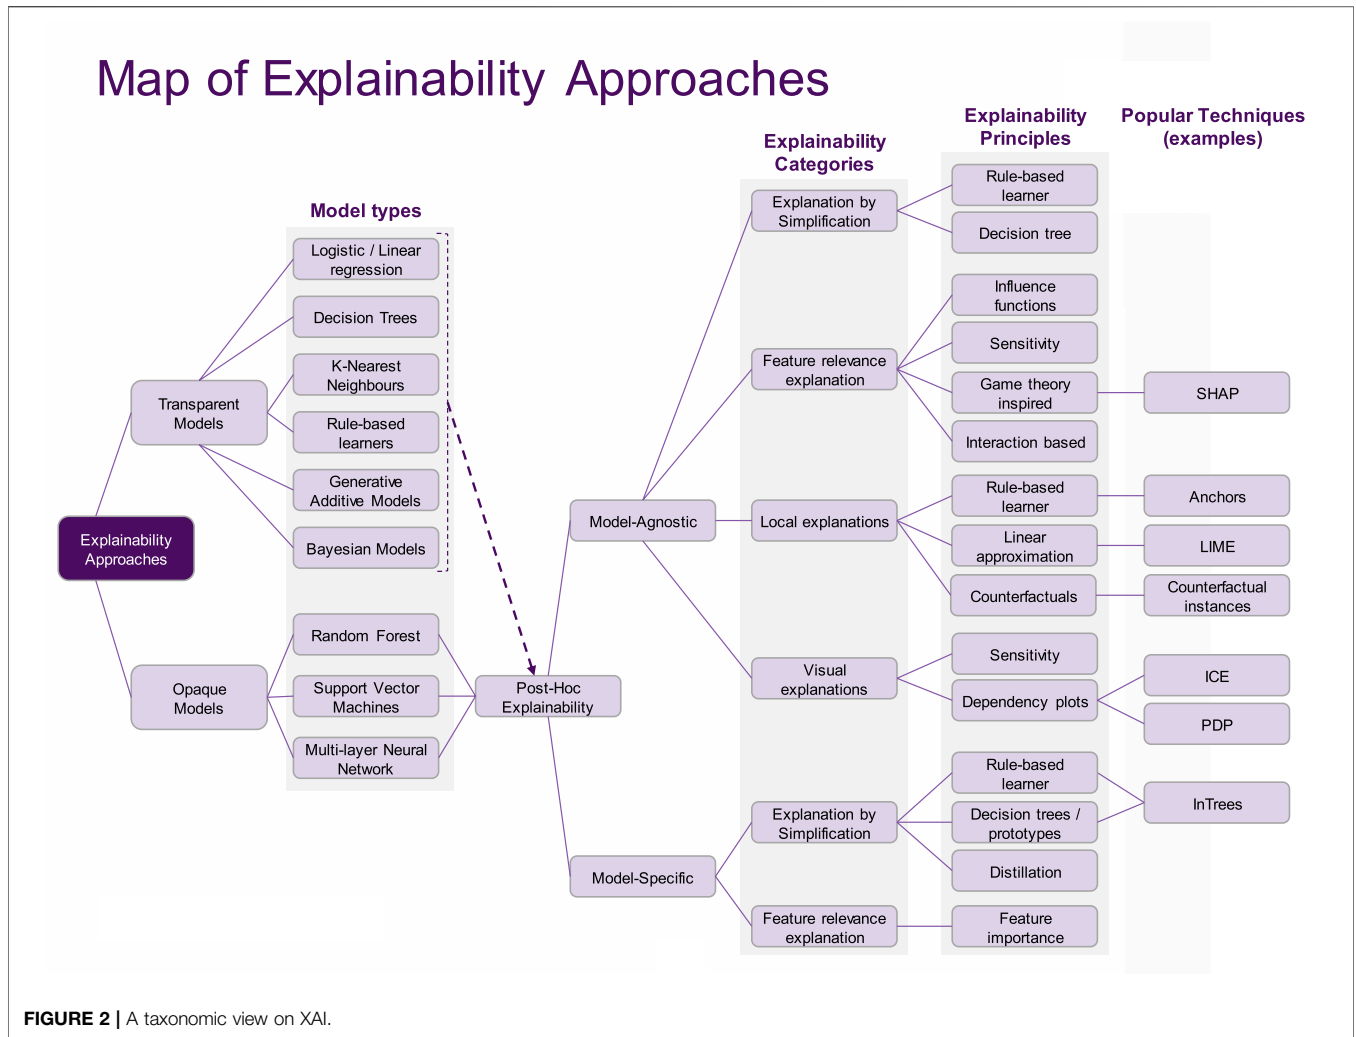 Map of Explainability Approaches
Explainability
Principles
Popular Techniques
(examples)
Explainability
Categories
Model types
Explainability
Approaches
Transparent
Models
Opaque
Models
Logistic / Linear
regression
Decision Trees
K-Nearest
Neighbours
Rule-based
learners
Generative
Additive Models
Bayesian Models
Random Forest
Support Vector
Machines
Multi-layer Neural
Network
Post-Hoc
Explainability
Model-Agnostic
Model-Specific
Explanation by
Simplification
Rule-based
learner
Decision tree
Feature relevance
explanation
Influence
functions
Sensitivity
Game theory
inspired
SHAP
Interaction based
Local explanations
Rule-based
learner
Anchors
Linear
approximation
LIME
Counterfactuals
Counterfactual
instances
Visual
explanations
Sensitivity
Dependency plots
ICE
PDP
Explanation by
Simplification
Rule-based
learner
Decision trees /
prototypes
InTrees
Distillation
Feature relevance
explanation
Feature
importance
FIGURE 2 | A taxonomic view on XAI.